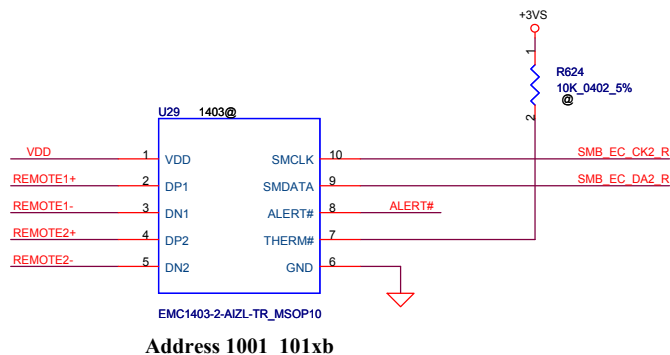 +3VS
1
R624
10K_0402_5%
@
2
U29 1403@
VDD 1 VDD SMCLK 10 SMB_EC_CK2_R
REMOTE1+ 2 DP1 SMDATA 9 SMB_EC_DA2_R
REMOTE1- 3 DN1 ALERT# 8 ALERT#
REMOTE2+ 4 DP2 THERM# 7
REMOTE2- 5 DN2 GND 6
EMC1403-2-AIZL-TR_MSOP10
Address 1001_101xb